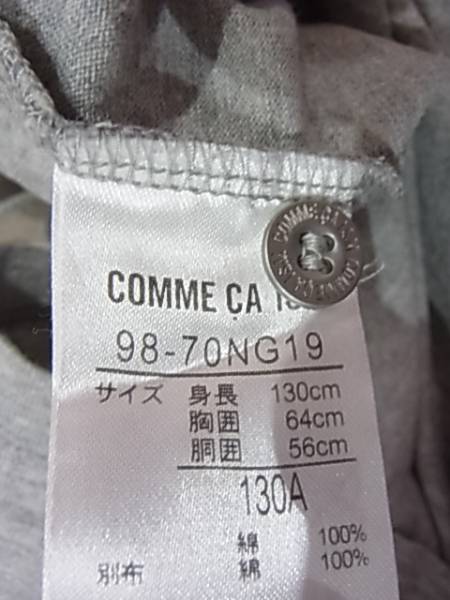 COMME ÇA
98-70NG19
サイズ 身長 130cm
胸囲 64cm
胴囲 56cm
130A
綿 100%
別布 綿 100%